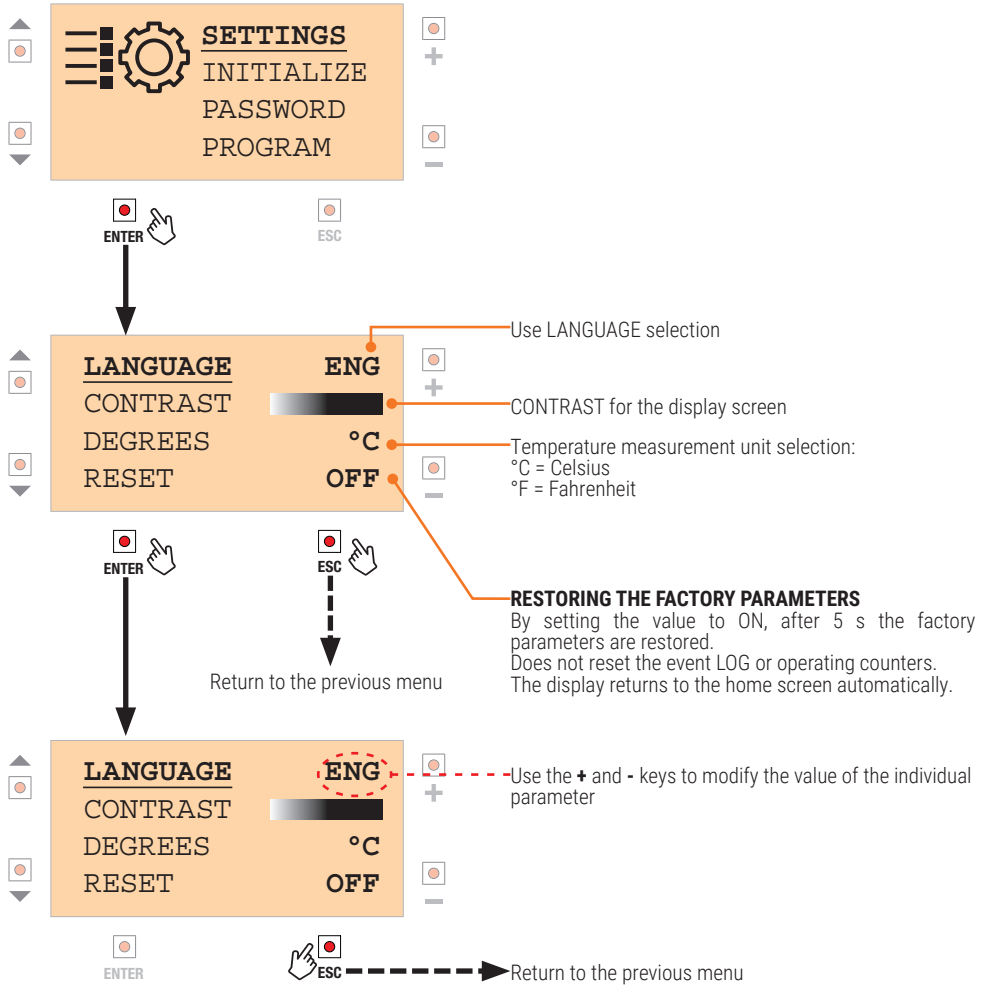 SETTINGS
INITIALIZE
PASSWORD
PROGRAM
+
-
ENTER
ESC
Use LANGUAGE selection
LANGUAGE ENG
CONTRAST
DEGREES °C
RESET OFF
+
-
CONTRAST for the display screen
Temperature measurement unit selection:
°C = Celsius
°F = Fahrenheit
ENTER
ESC
RESTORING THE FACTORY PARAMETERS
By setting the value to ON, after 5 s the factory
parameters are restored.
Does not reset the event LOG or operating counters.
The display returns to the home screen automatically.
Return to the previous menu
LANGUAGE ENG
CONTRAST
DEGREES °C
RESET OFF
+
-
Use the + and - keys to modify the value of the individual
parameter
ENTER
ESC
Return to the previous menu